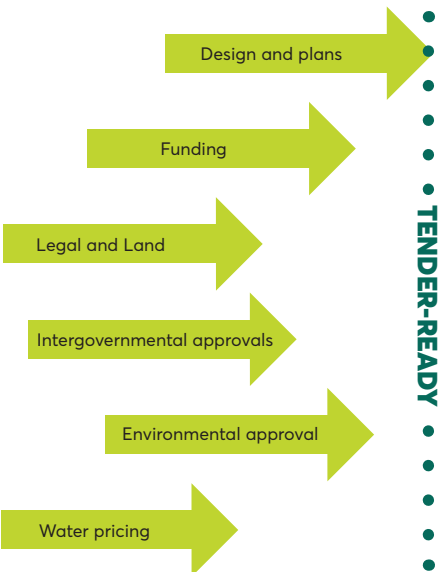 Design and plans
Funding
Legal and Land
Intergovernmental approvals
Environmental approval
Water pricing
TENDER-READY